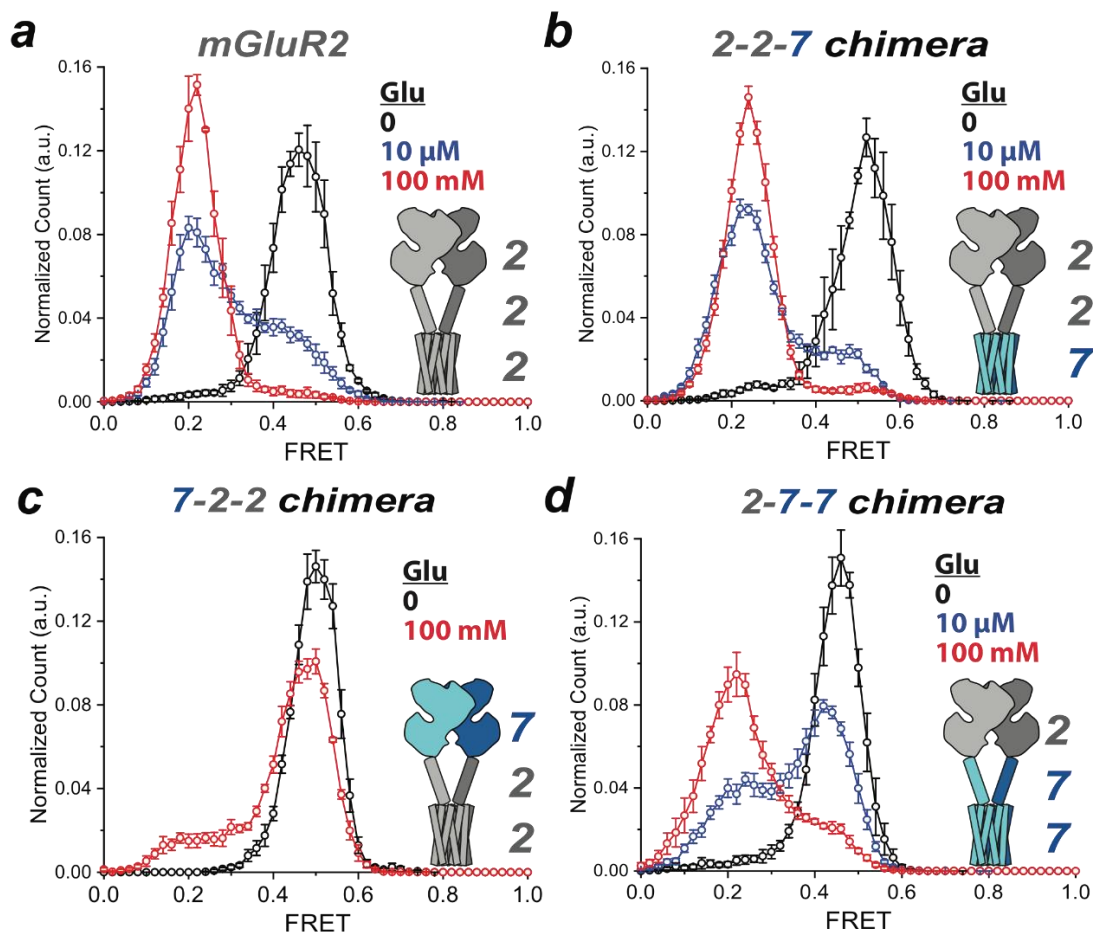 a
mGluR2
0.16
0.12
0.08
0.04
0.00
Normalized Count (a.u.)
Glu
0
10 μM
100 mM
2
2
2
0.0 0.2 0.4 0.6 0.8 1.0
FRET
b
2-2-7 chimera
0.16
0.12
0.08
0.04
0.00
Normalized Count (a.u.)
Glu
0
10 μM
100 mM
2
2
7
0.0 0.2 0.4 0.6 0.8 1.0
FRET
c
7-2-2 chimera
0.16
0.12
0.08
0.04
0.00
Normalized Count (a.u.)
Glu
0
100 mM
7
2
2
0.0 0.2 0.4 0.6 0.8 1.0
FRET
d
2-7-7 chimera
0.16
0.12
0.08
0.04
0.00
Normalized Count (a.u.)
Glu
0
10 μM
100 mM
2
7
7
0.0 0.2 0.4 0.6 0.8 1.0
FRET